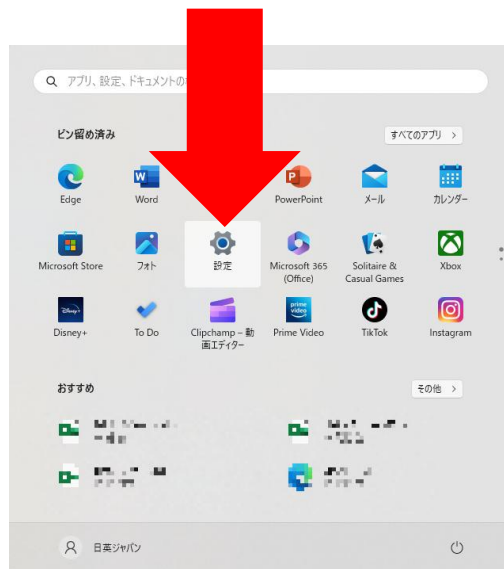 アプリ、設定、ドキュメントの
ピン留め済み
すべてのアプリ >
Edge
Word
PowerPoint
メール
カレンダー
Microsoft Store
フォト
設定
Microsoft 365
(Office)
Solitaire &
Casual Games
Xbox
Disney+
To Do
Clipchamp – 動
画エディター
prime
video
Prime Video
TikTok
Instagram
おすすめ
その他 >
日英ジャパン